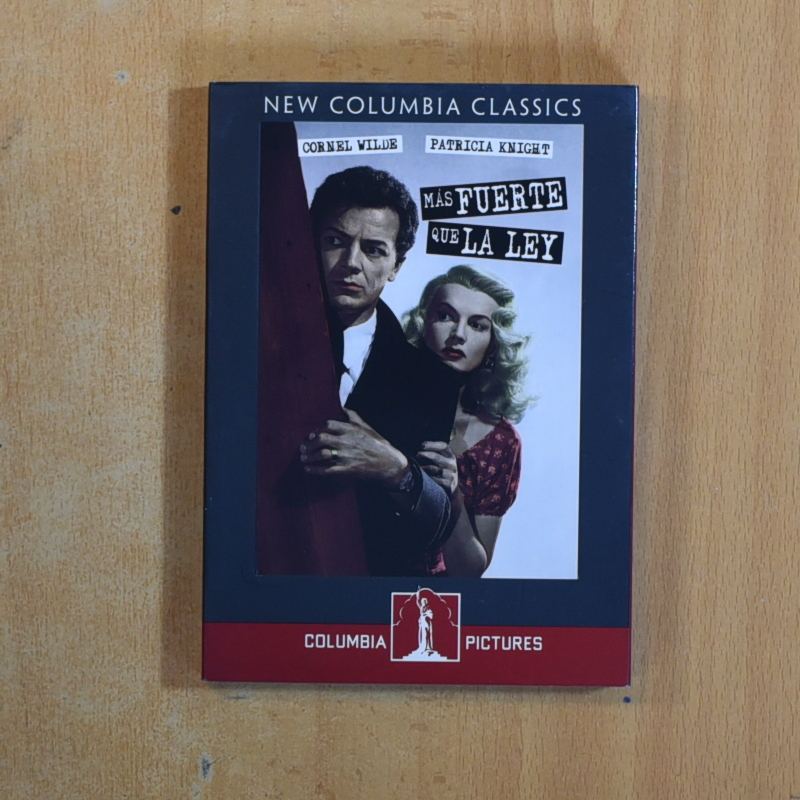 NEW COLUMBIA CLASSICS
CORNEL WILDE PATRICIA KNIGHT
MÁS FUERTE
QUE LA LEY
COLUMBIA PICTURES